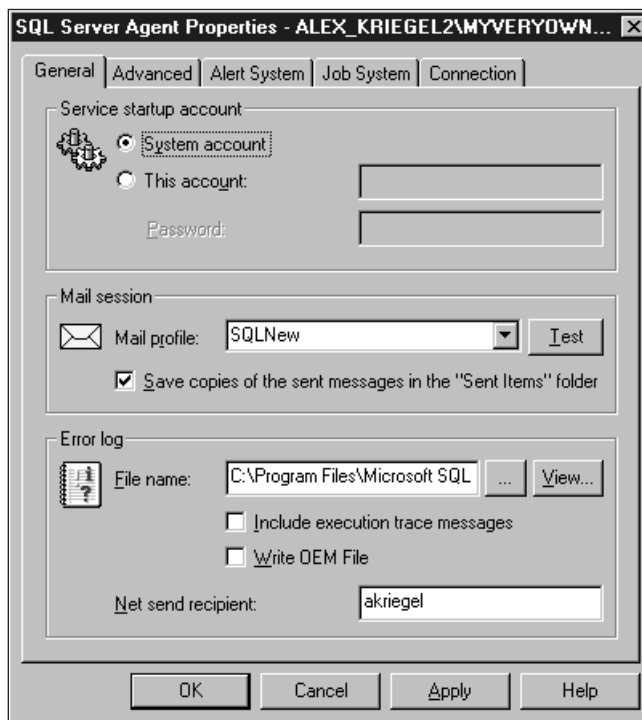 SQL Server Agent Properties - ALEX_KRIEGEL2\MYVERYOWN...
General Advanced Alert System Job System Connection
Service startup account
System account
This account:
Password:
Mail session
Mail profile: SQLNew Test
Save copies of the sent messages in the "Sent Items" folder
Error log
File name: C:\Program Files\Microsoft SQL ... View...
Include execution trace messages
Write OEM File
Net send recipient: akriegel
OK Cancel Apply Help